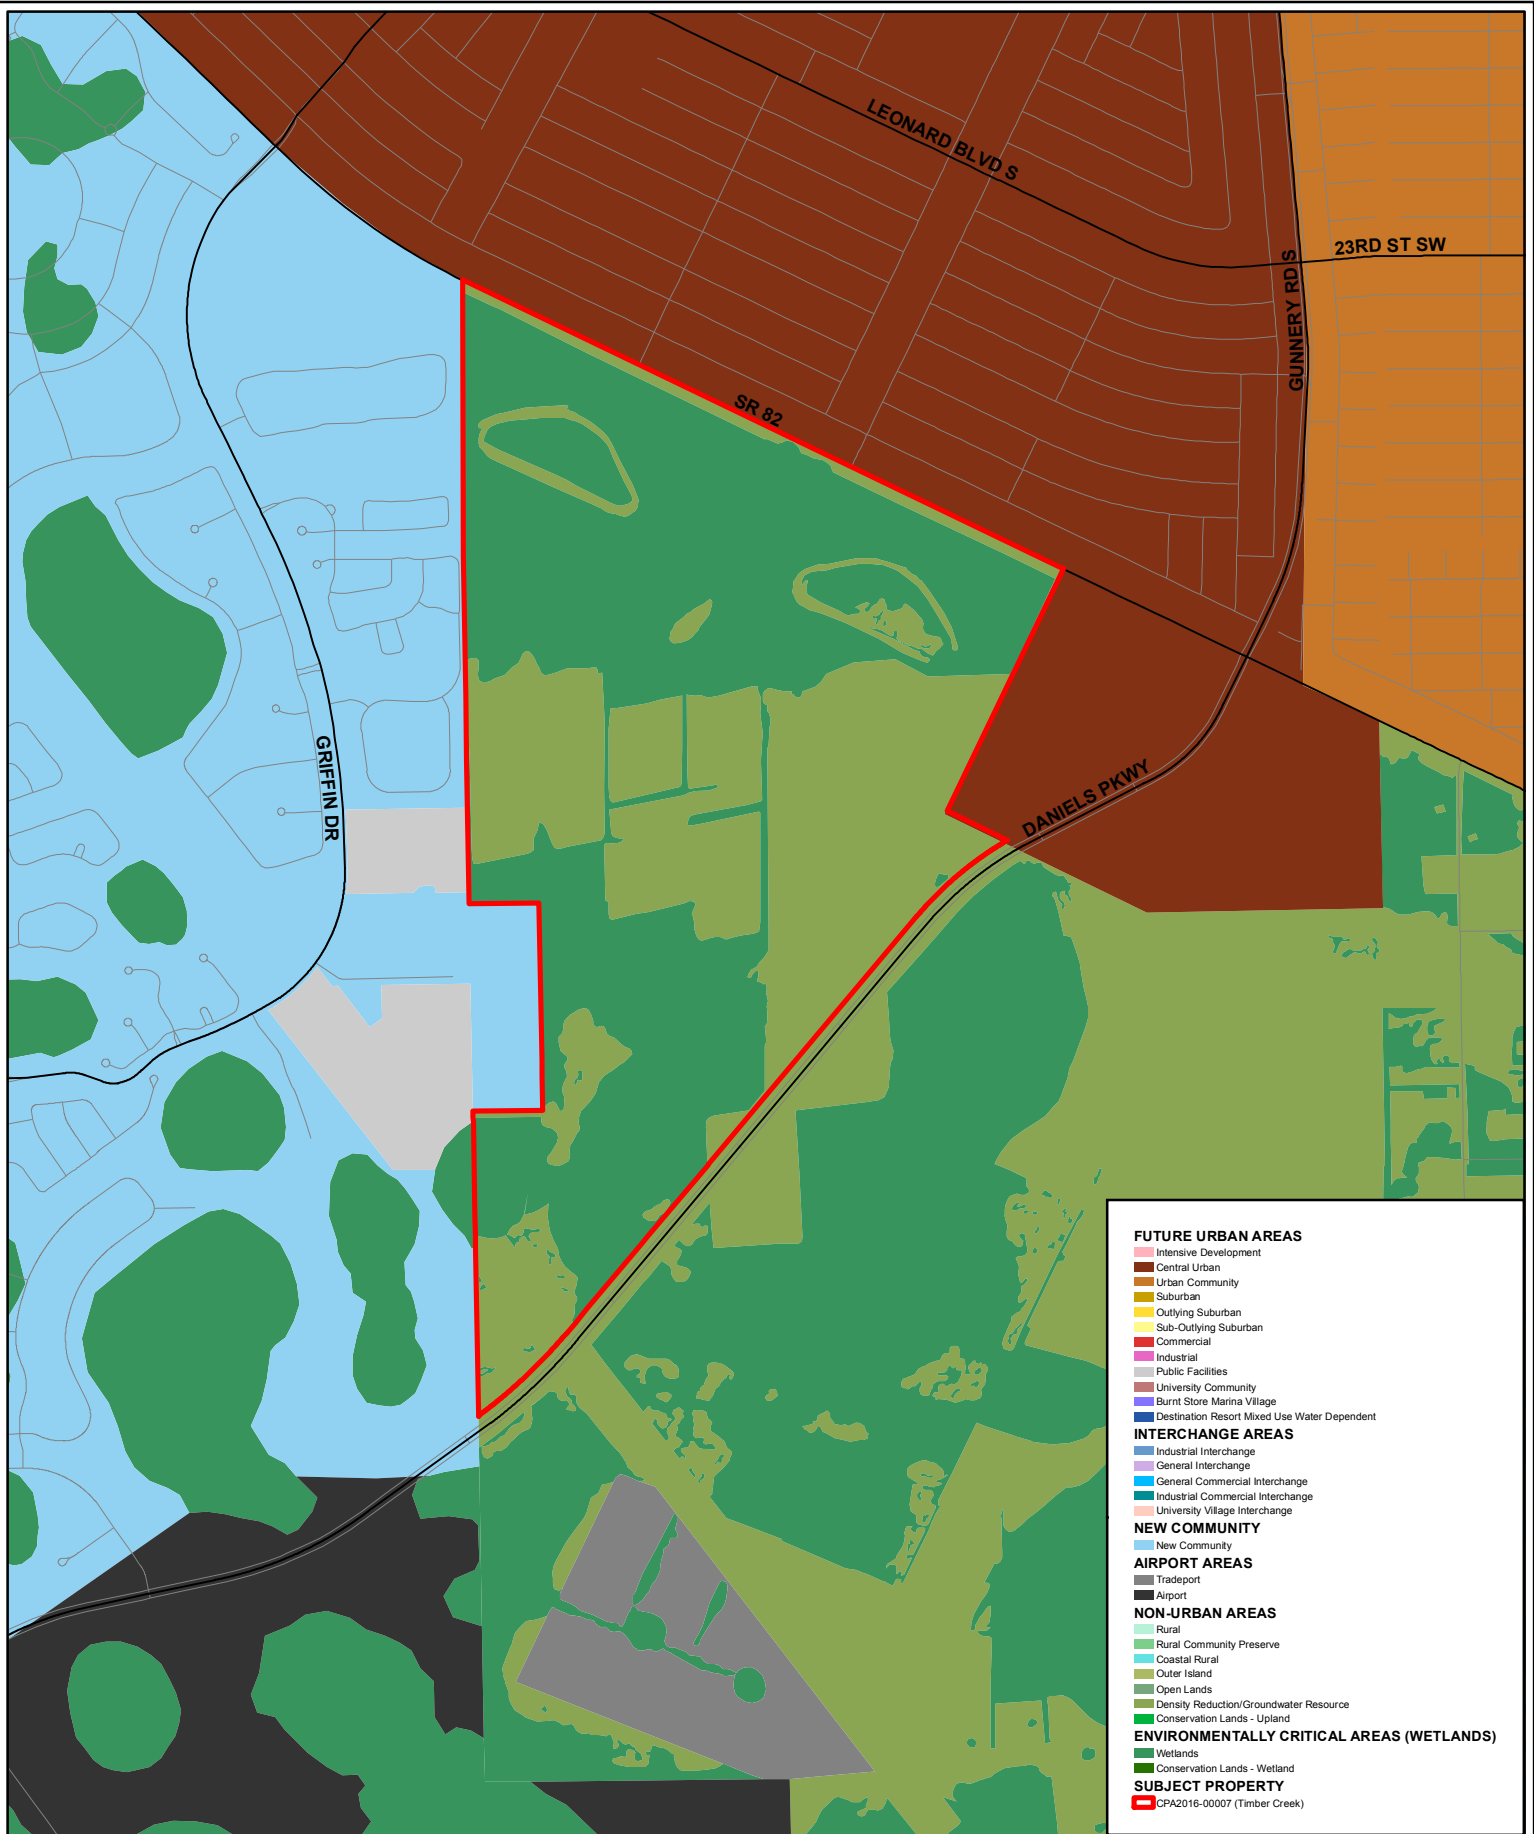 LEONARD BLVD S
23RD ST SW
GUNNERY RD S
SR 82
GRIFFIN DR
DANIELS PKWY
FUTURE URBAN AREAS
Intensive Development
Central Urban
Urban Community
Suburban
Outlying Suburban
Sub-Outlying Suburban
Commercial
Industrial
Public Facilities
University Community
Burnt Store Marina Village
Destination Resort Mixed Use Water Dependent
INTERCHANGE AREAS
Industrial Interchange
General Interchange
General Commercial Interchange
Industrial Commercial Interchange
University Village Interchange
NEW COMMUNITY
New Community
AIRPORT AREAS
Tradeport
Airport
NON-URBAN AREAS
Rural
Rural Community Preserve
Coastal Rural
Outer Island
Open Lands
Density Reduction/Groundwater Resource
Conservation Lands - Upland
ENVIRONMENTALLY CRITICAL AREAS (WETLANDS)
Wetlands
Conservation Lands - Wetland
SUBJECT PROPERTY
CPA2016-00007 (Timber Creek)